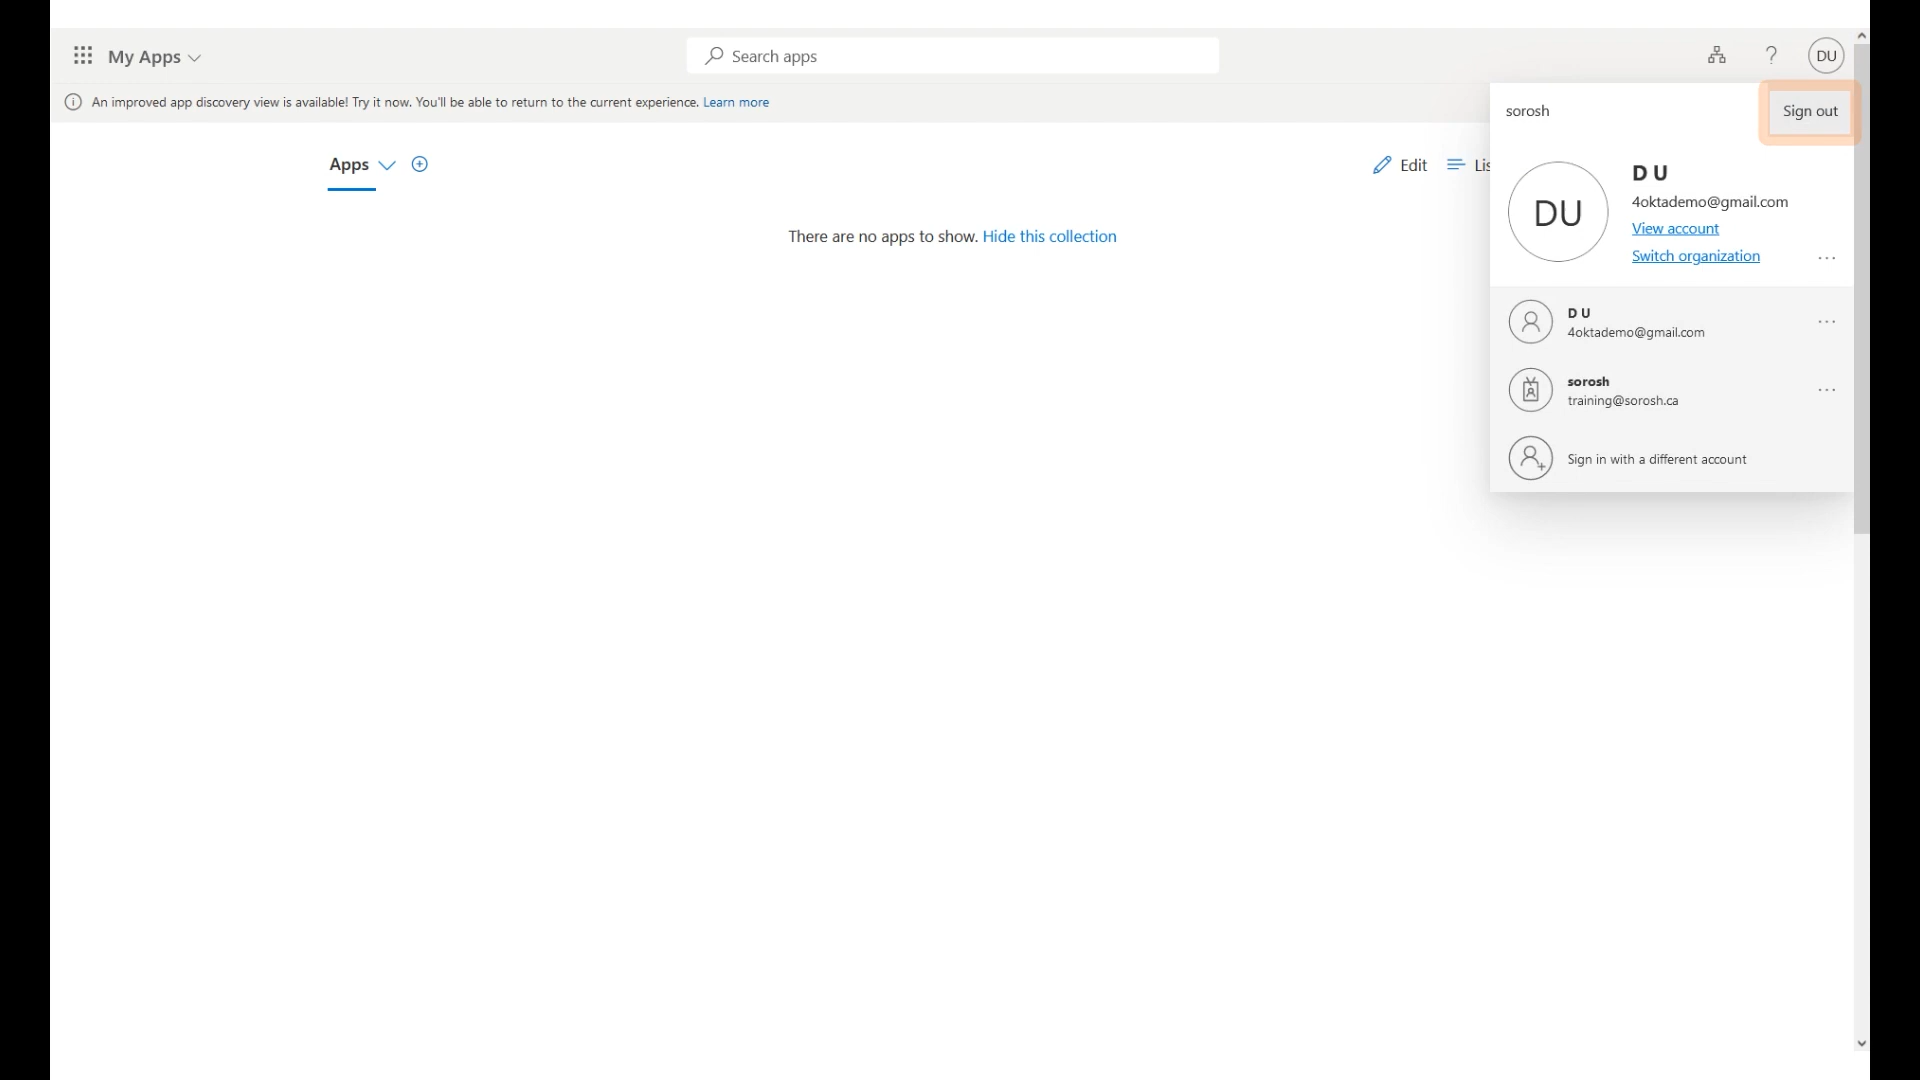 My Apps
Search apps
?
DU
An improved app discovery view is available! Try it now. You'll be able to return to the current experience. Learn more
sorosh
Sign out
Apps
Edit
Lis
DU
D U
4oktademo@gmail.com
View account
Switch organization
...
There are no apps to show. Hide this collection
D U
4oktademo@gmail.com
...
sorosh
training@sorosh.ca
...
Sign in with a different account